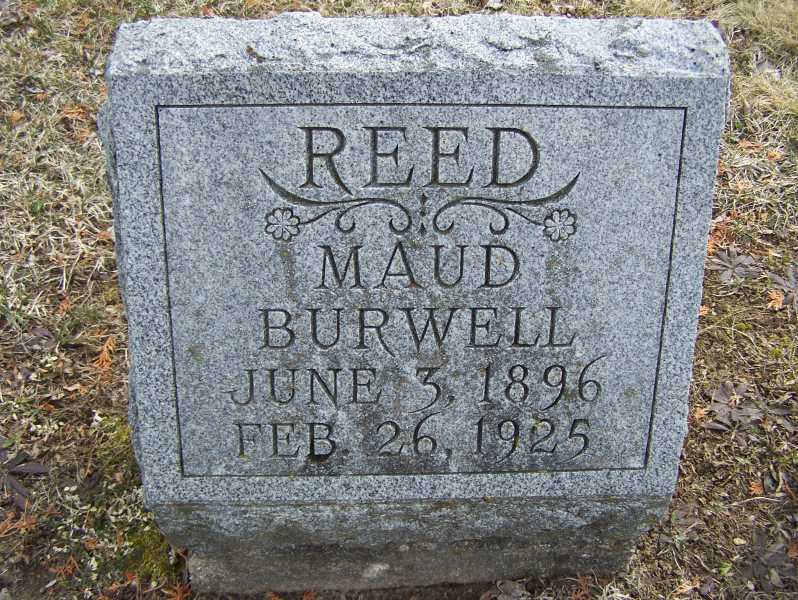 REED
MAUD
BURWELL
JUNE 3, 1896
FEB. 26, 1925